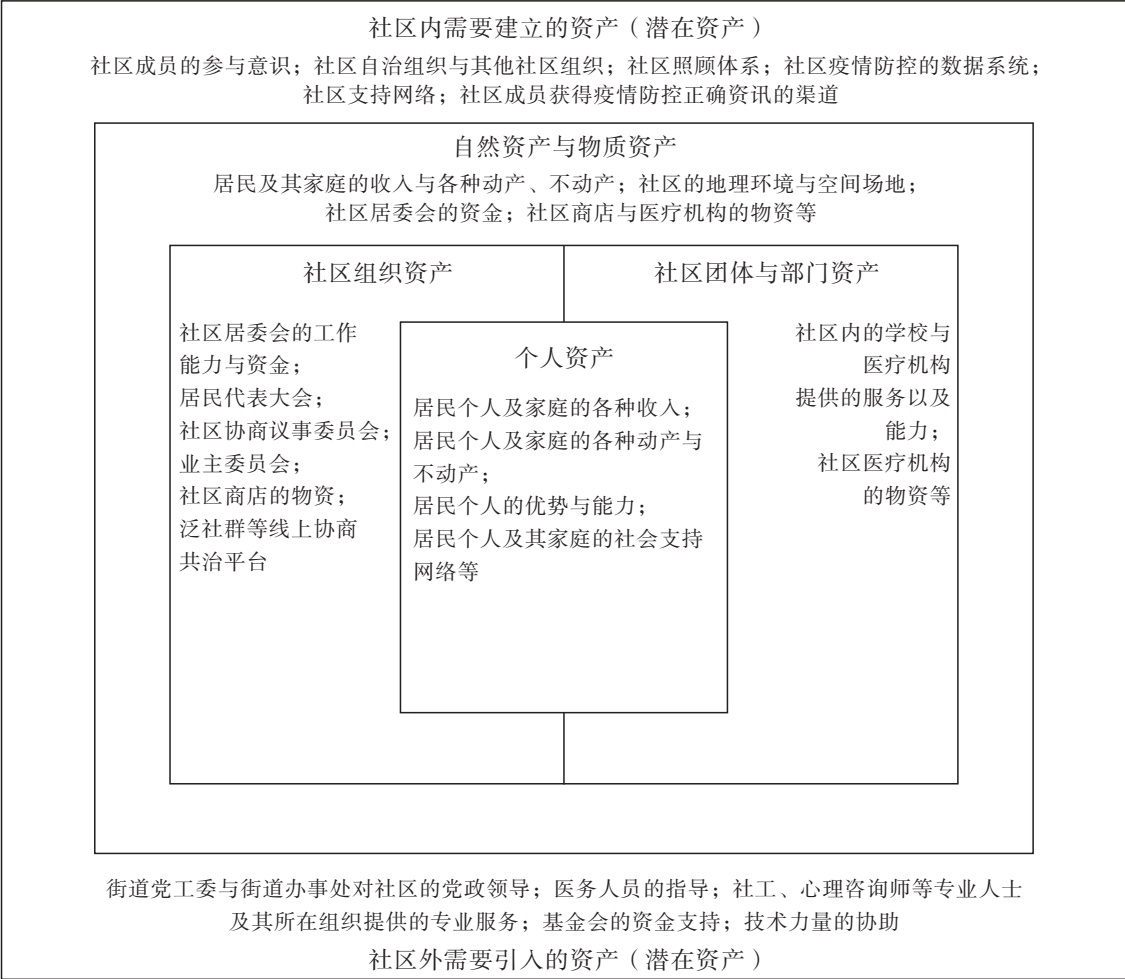 社区内需要建立的资产（潜在资产）
社区成员的参与意识；社区自治组织与其他社区组织；社区照顾体系；社区疫情防控的数据系统；
社区支持网络；社区成员获得疫情防控正确资讯的渠道
自然资产与物质资产
居民及其家庭的收入与各种动产、不动产；社区的地理环境与空间场地；
社区居委会的资金；社区商店与医疗机构的物资等
社区组织资产
社区居委会的工作
能力与资金；
居民代表大会；
社区协商议事委员会；
业主委员会；
社区商店的物资；
泛社群等线上协商
共治平台
个人资产
居民个人及家庭的各种收入；
居民个人及家庭的各种动产与
不动产；
居民个人的优势与能力；
居民个人及其家庭的社会支持
网络等
社区团体与部门资产
社区内的学校与
医疗机构
提供的服务以及
能力；
社区医疗机构
的物资等
街道党工委与街道办事处对社区的党政领导；医务人员的指导；社工、心理咨询师等专业人士
及其所在组织提供的专业服务；基金会的资金支持；技术力量的协助
社区外需要引入的资产（潜在资产）